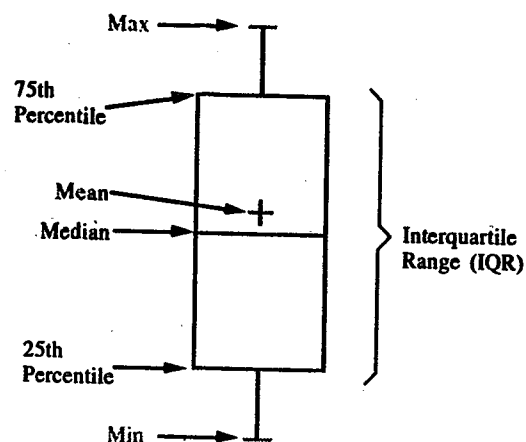 Max
75th
Percentile
Mean
Median
Interquartile
Range (IQR)
25th
Percentile
Min